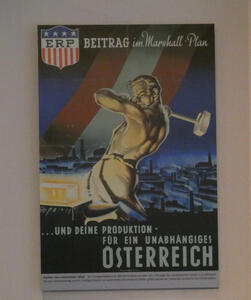 ERP
BEITRAG im Marshall-Plan
...UND DEINE PRODUKTION-
FÜR EIN UNABHÄNGIGES
ÖSTERREICH